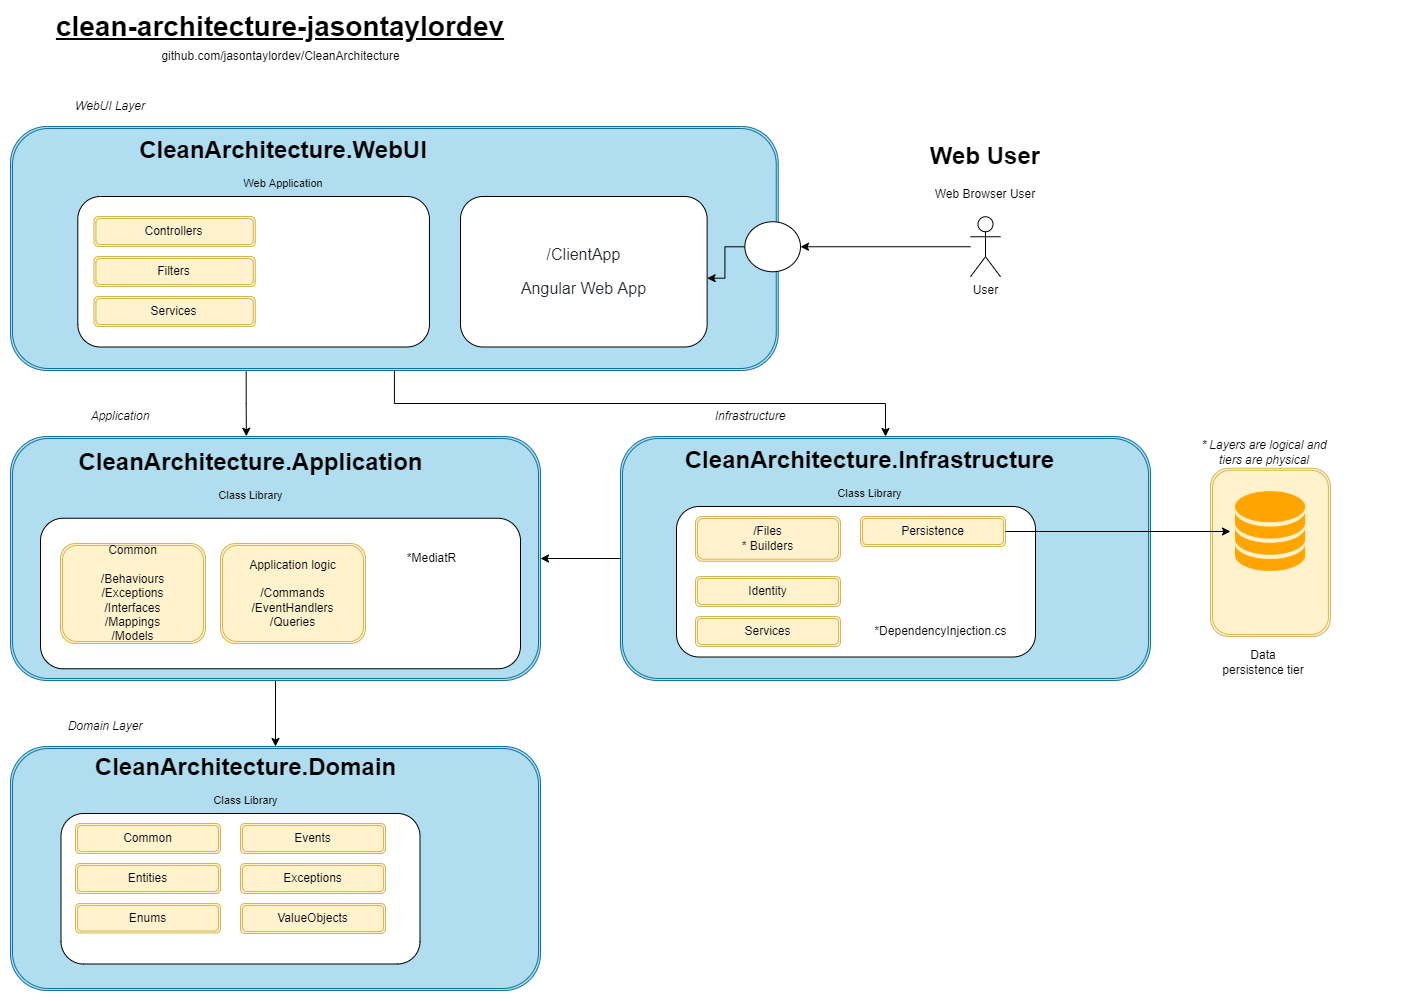 clean-architecture-jasontaylordev
github.com/jasontaylordev/CleanArchitecture
WebUI Layer
CleanArchitecture.WebUI
Web Application
Controllers
Filters
Services
/ClientApp
Angular Web App
Web User
Web Browser User
User
Application
CleanArchitecture.Application
Class Library
Common
/Behaviours
/Exceptions
/Interfaces
/Mappings
/Models
Application logic
/Commands
/EventHandlers
/Queries
*MediatR
Infrastructure
CleanArchitecture.Infrastructure
Class Library
/Files
* Builders
Identity
Services
Persistence
*DependencyInjection.cs
* Layers are logical and
tiers are physical
Data
persistence tier
Domain Layer
CleanArchitecture.Domain
Class Library
Common
Events
Entities
Exceptions
Enums
ValueObjects